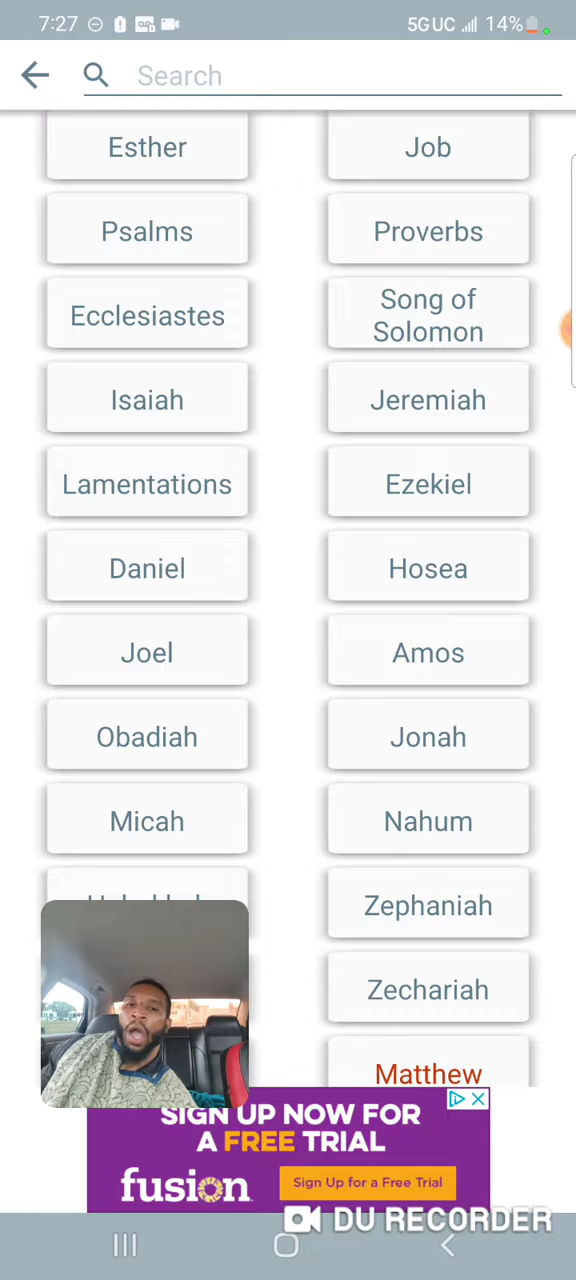 7:27
5G UC 14%
Search
Esther
Job
Psalms
Proverbs
Ecclesiastes
Song of
Solomon
Isaiah
Jeremiah
Lamentations
Ezekiel
Daniel
Hosea
Joel
Amos
Obadiah
Jonah
Micah
Nahum
Zephaniah
Zechariah
Matthew
SIGN UP NOW FOR
A FREE TRIAL
fusion
Sign Up for a Free Trial
DU RECORDER